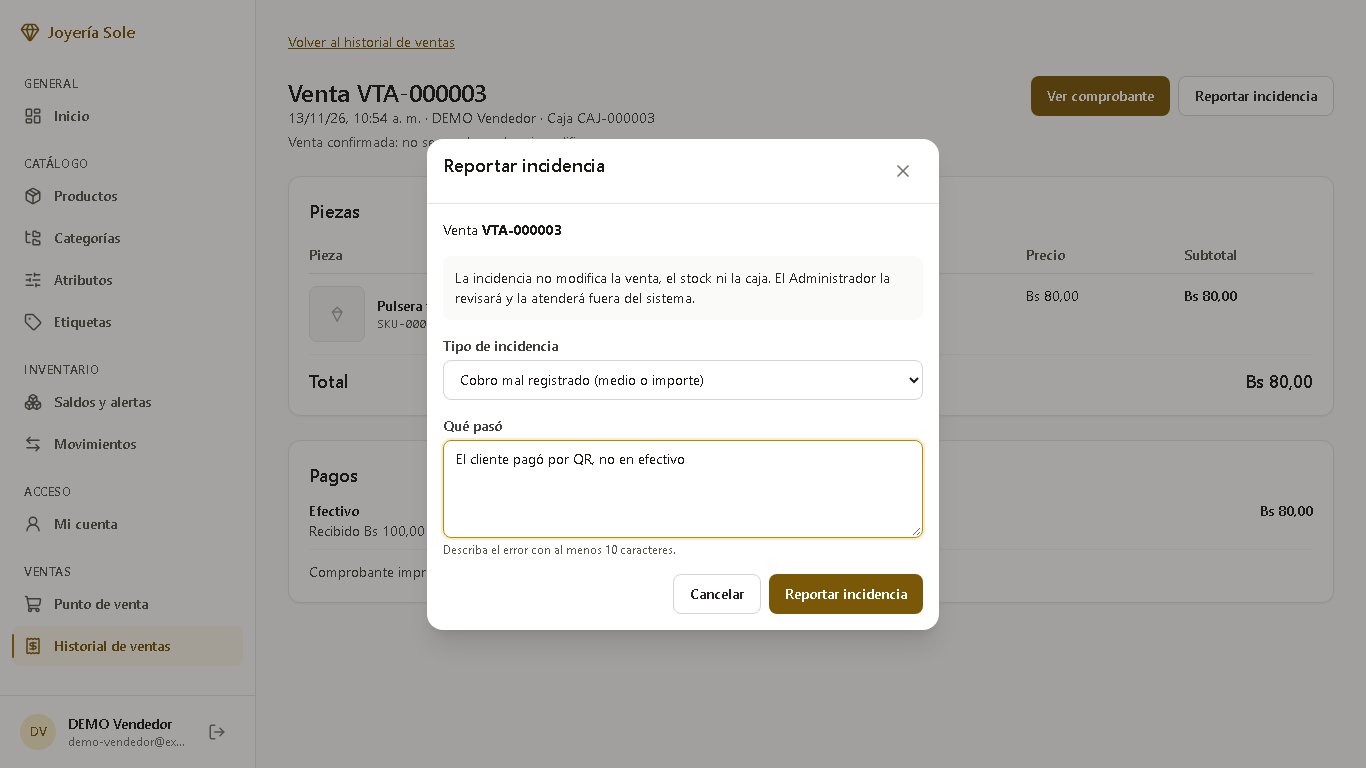 Joyería Sole
GENERAL
Inicio
CATÁLOGO
Productos
Categorías
Atributos
Etiquetas
INVENTARIO
Saldos y alertas
Movimientos
ACCESO
Mi cuenta
VENTAS
Punto de venta
Historial de ventas
DV
DEMO Vendedor
demo-vendedor@ex...
Volver al historial de ventas
Venta VTA-000003
13/11/26, 10:54 a. m. · DEMO Vendedor · Caja CAJ-000003
Venta confirmada: no se
Ver comprobante
Reportar incidencia
Piezas
Pieza
Precio
Subtotal
Pulsera
SKU-000
Bs 80,00
Bs 80,00
Total
Bs 80,00
Pagos
Efectivo
Bs 80,00
Recibido Bs 100,00
Comprobante
Reportar incidencia
Venta VTA-000003
La incidencia no modifica la venta, el stock ni la caja. El Administrador la
revisará y la atenderá fuera del sistema.
Tipo de incidencia
Cobro mal registrado (medio o importe)
Qué pasó
El cliente pagó por QR, no en efectivo
Describa el error con al menos 10 caracteres.
Cancelar
Reportar incidencia